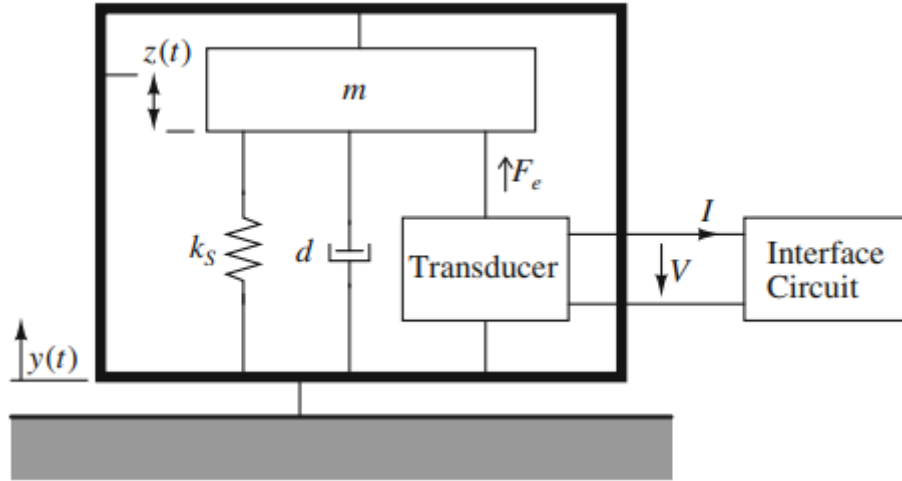 z(t)
m
F_e
I
k_S
d
Transducer
V
Interface
Circuit
y(t)